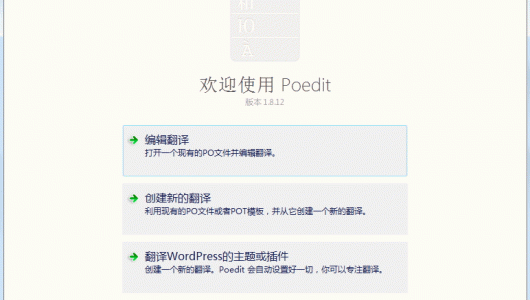 Ю
A
欢迎使用 Poedit
版本 1.8.12
编辑翻译
打开一个现有的PO文件并编辑翻译。
创建新的翻译
利用现有的PO文件或者POT模板，并从它创建一个新的翻译。
翻译WordPress的主题或插件
创建一个新的翻译。Poedit 会自动设置好一切，你可以专注翻译。